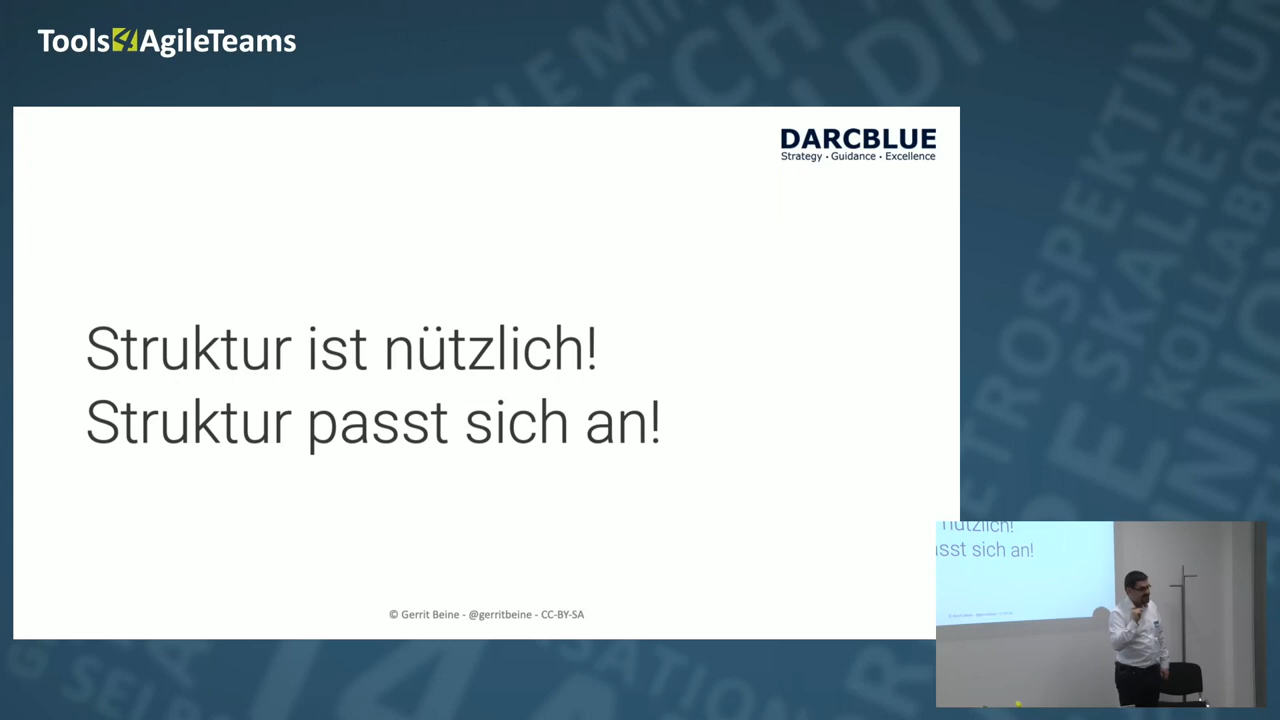 Tools4AgileTeams
DARCBLUE
Strategy • Guidance • Excellence
Struktur ist nützlich!
Struktur passt sich an!
© Gerrit Beine - @gerritbeine - CC-BY-SA
nützlich!
sst sich an!